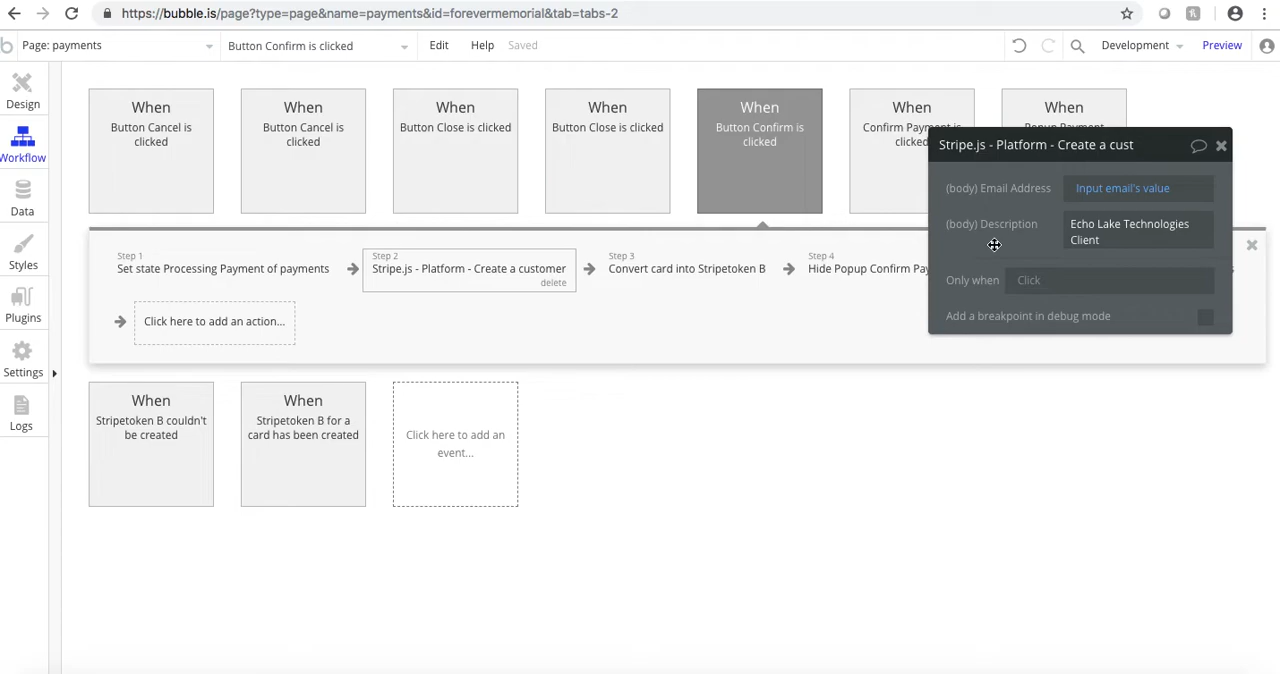 https://bubble.is/page?type=page&name=payments&id=forevermemorial&tab=tabs-2
Page: payments
Button Confirm is clicked
Edit
Help
Saved
Development
Preview
Design
Workflow
Data
Styles
Plugins
Settings
Logs
When
Button Cancel is
clicked
When
Button Cancel is
clicked
When
Button Close is clicked
When
Button Close is clicked
When
Button Confirm is
clicked
When
Confirm Payment is
clicked
When
Stripe.js - Platform - Create a cust
(body) Email Address
Input email's value
(body) Description
Echo Lake Technologies
Client
Only when
Click
Add a breakpoint in debug mode
Step 1
Set state Processing Payment of payments
Step 2
Stripe.js - Platform - Create a customer
delete
Step 3
Convert card into Stripetoken B
Step 4
Hide Popup Confirm Pay
Click here to add an action...
When
Stripetoken B couldn't
be created
When
Stripetoken B for a
card has been created
Click here to add an
event...